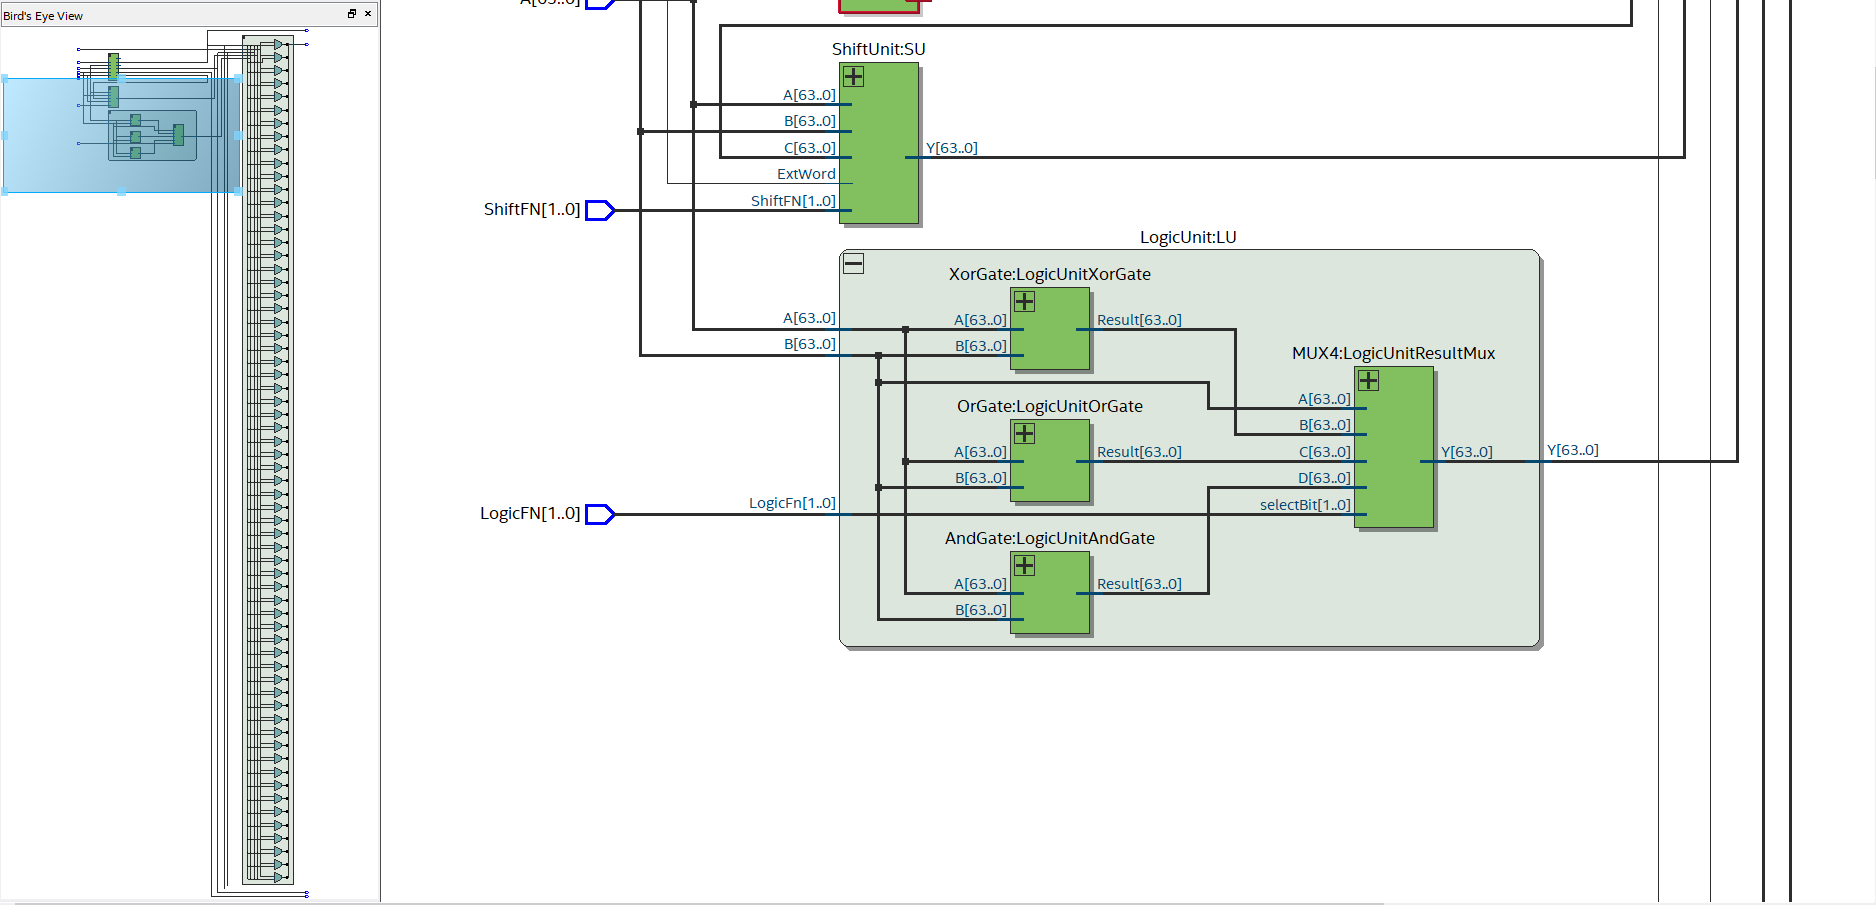 Bird's Eye View
ShiftUnit:SU
A[63..0]
B[63..0]
C[63..0]
Y[63..0]
ExtWord
ShiftFN[1..0]
ShiftFN[1..0]
LogicUnit:LU
XorGate:LogicUnitXorGate
A[63..0]
A[63..0]
Result[63..0]
B[63..0]
B[63..0]
MUX4:LogicUnitResultMux
A[63..0]
OrGate:LogicUnitOrGate
B[63..0]
A[63..0]
Result[63..0]
C[63..0]
Y[63..0]
Y[63..0]
B[63..0]
D[63..0]
LogicFN[1..0]
LogicFn[1..0]
selectBit[1..0]
AndGate:LogicUnitAndGate
A[63..0]
Result[63..0]
B[63..0]